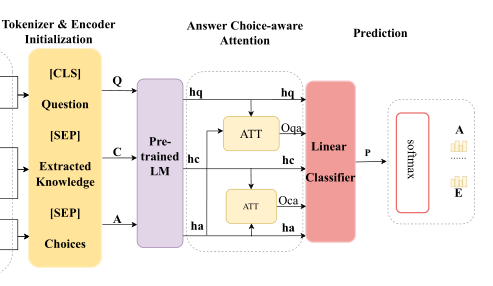 Tokenizer & Encoder
Initialization
Answer Choice-aware
Attention
Prediction
[CLS]
Question
[SEP]
Extracted
Knowledge
[SEP]
Choices
Q
C
A
Pre-
trained
LM
hq
hc
ha
ATT
ATT
hq
Oqa
hc
Oca
ha
Linear
Classifier
P
softmax
A
......
E